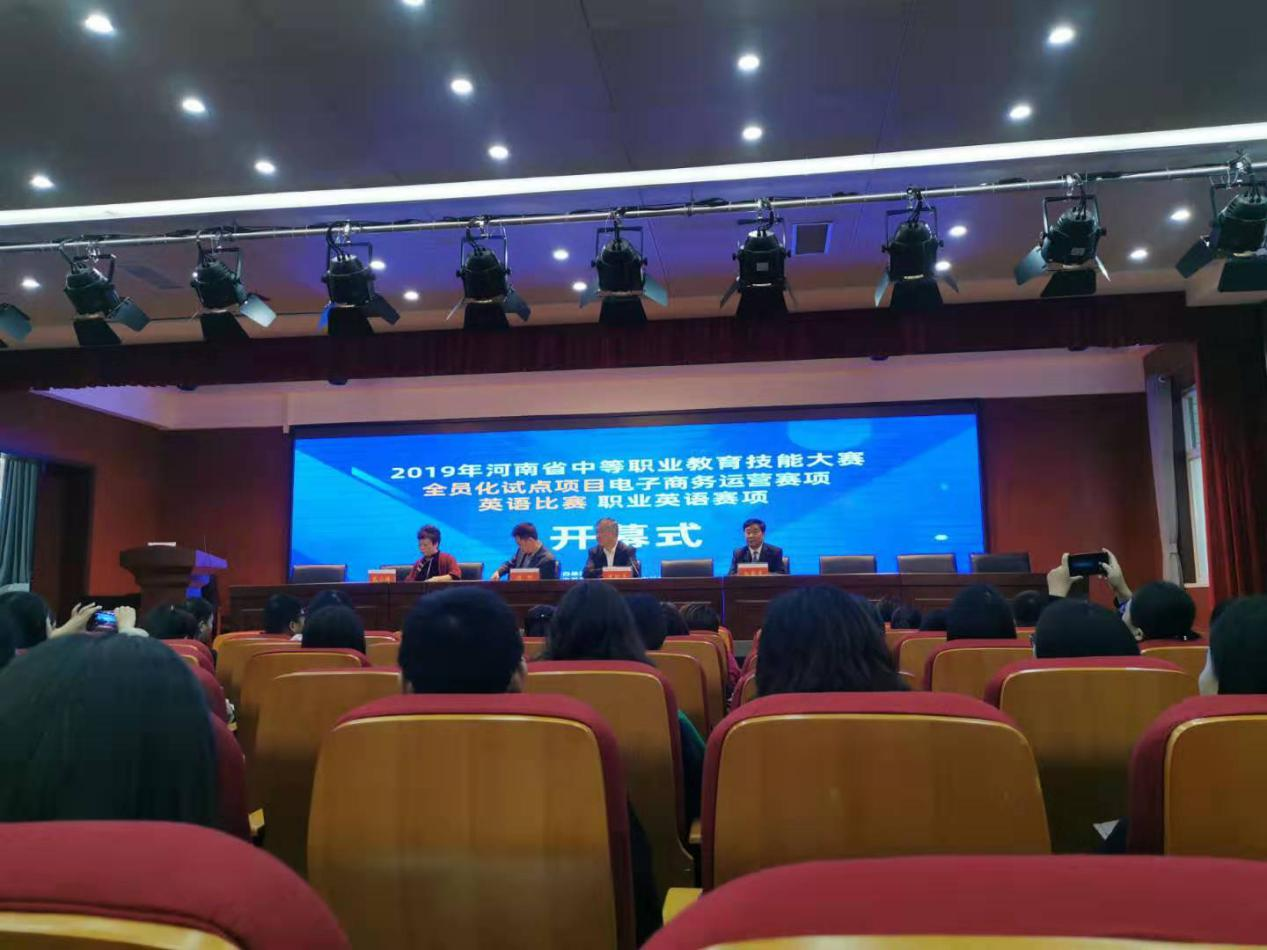 2019年河南省中等职业教育技能大赛
全员化试点项目电子商务运营赛项
英语比赛 职业英语赛项
开幕式